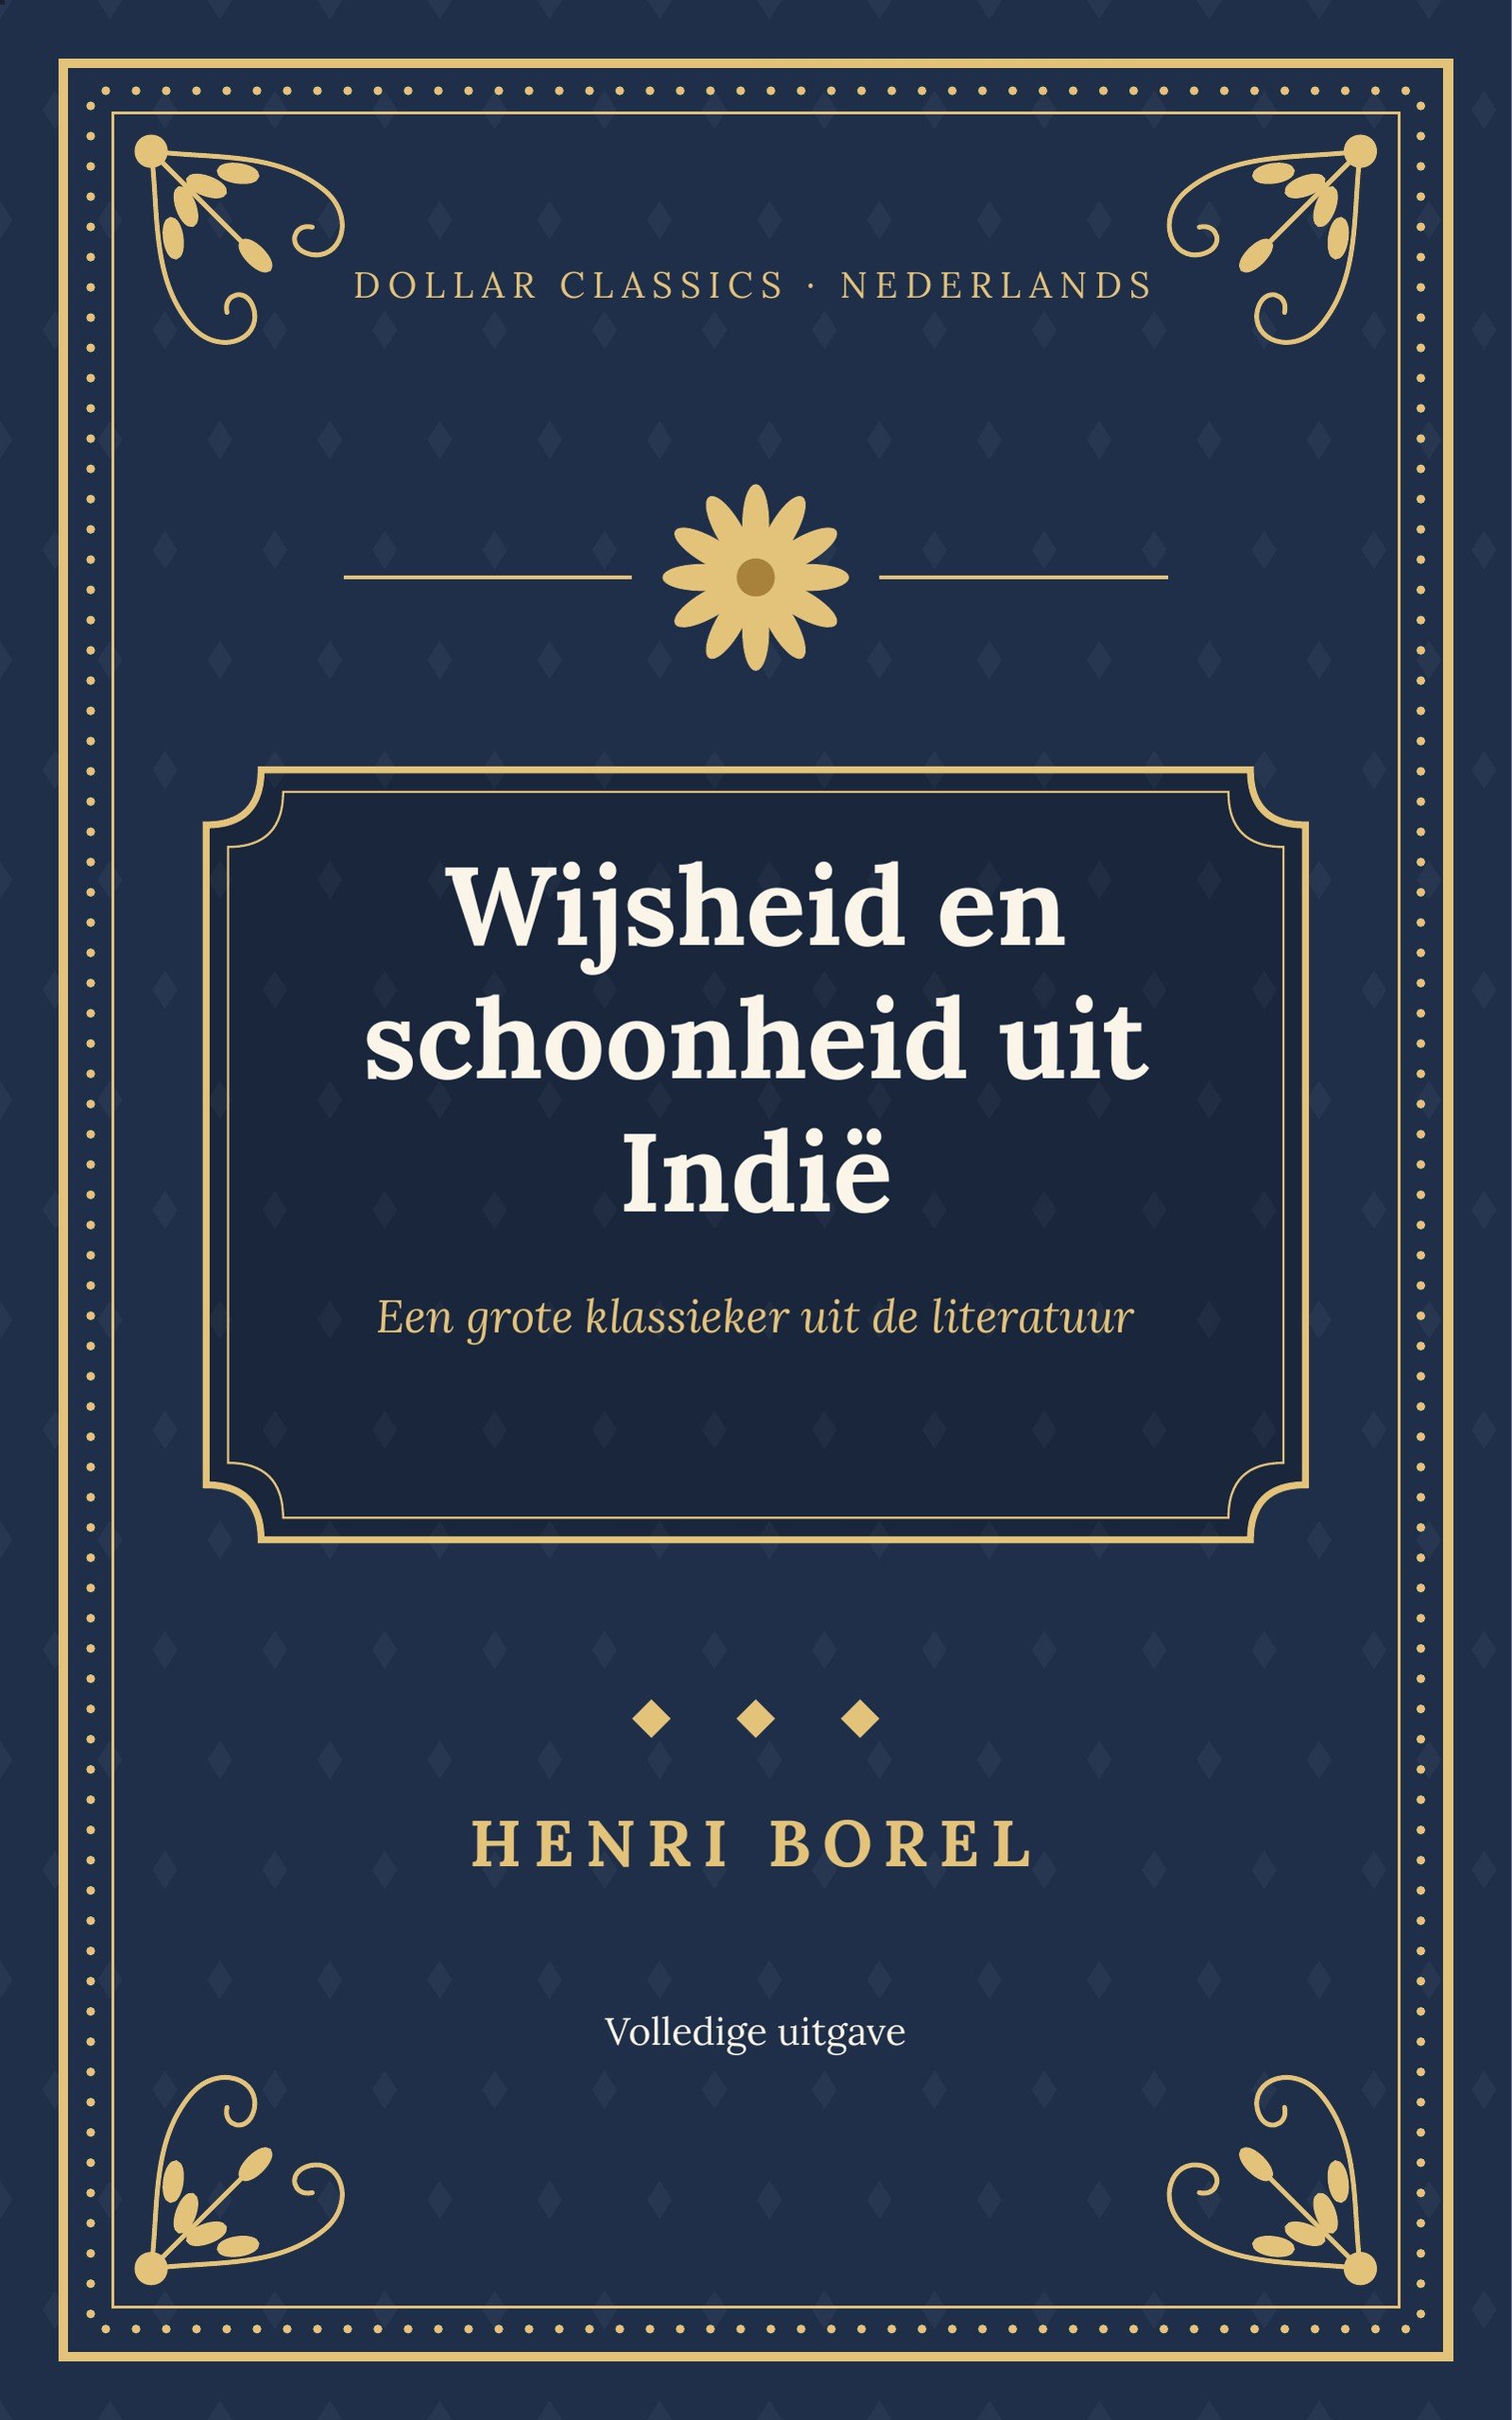 DOLLAR CLASSICS · NEDERLANDS
Wijsheid en
schoonheid uit
Indië
Een grote klassieker uit de literatuur
HENRI BOREL
Volledige uitgave